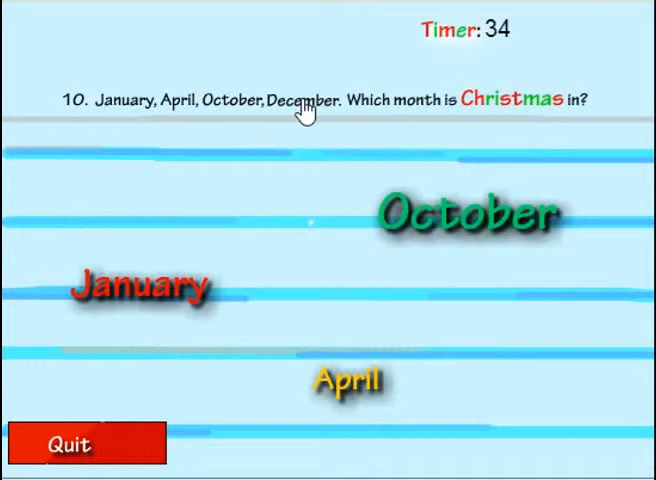 Timer: 34
10. January, April, October, December. Which month is Christmas in?
October
January
April
Quit